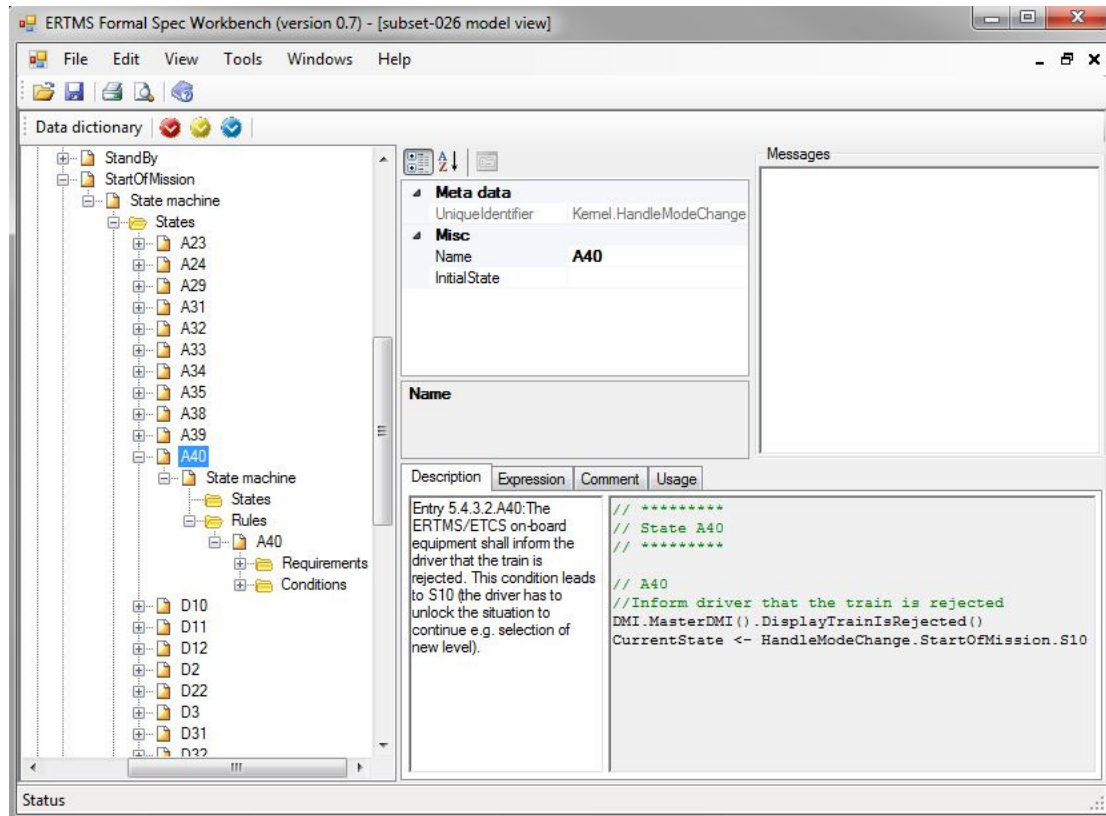 ERTMS Formal Spec Workbench (version 0.7) - [subset-026 model view]
File Edit View Tools Windows Help
Data dictionary
StandBy
StartOfMission
State machine
States
A23
A24
A29
A31
A32
A33
A34
A35
A38
A39
A40
State machine
States
Rules
A40
Requirements
Conditions
D10
D11
D12
D2
D22
D3
D31
D32
Meta data
UniqueIdentifier Kernel.HandleModeChange
Misc
Name A40
InitialState
Name
Messages
Description Expression Comment Usage
Entry 5.4.3.2.A40:The
ERTMS/ETCS on-board
equipment shall inform the
driver that the train is
rejected. This condition leads
to S10 (the driver has to
unlock the situation to
continue e.g. selection of
new level).
// *********
// State A40
// *********
// A40
//Inform driver that the train is rejected
DMI.MasterDMI().DisplayTrainIsRejected()
CurrentState <- HandleModeChange.StartOfMission.S10
Status